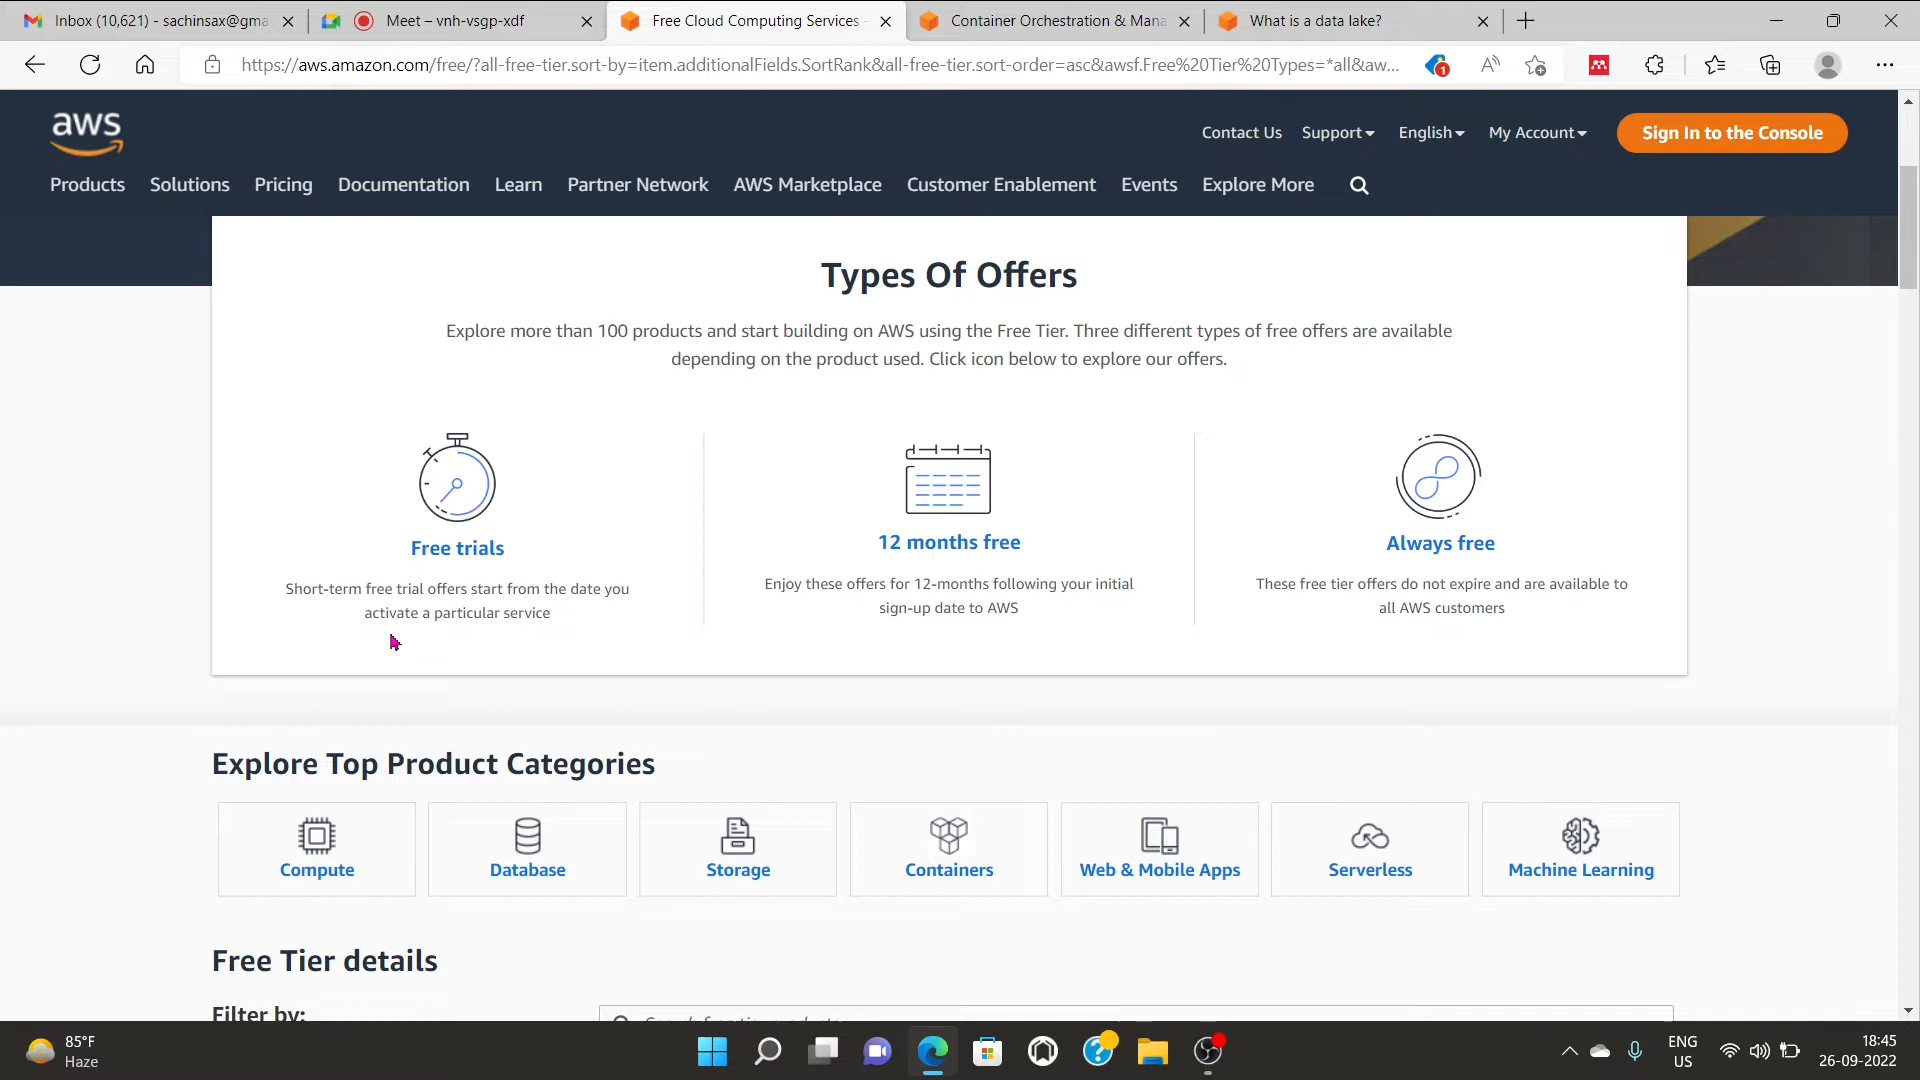 Inbox (10,621) - sachinsax@gma
Meet – vnh-vsgp-xdf
Free Cloud Computing Services -
Container Orchestration & Mana
What is a data lake?
https://aws.amazon.com/free/?all-free-tier.sort-by=item.additionalFields.SortRank&all-free-tier.sort-order=asc&awsf.Free%20Tier%20Types=*all&aw...
1
aws
Contact Us
Support
English
My Account
Sign In to the Console
Products
Solutions
Pricing
Documentation
Learn
Partner Network
AWS Marketplace
Customer Enablement
Events
Explore More
Types Of Offers
Explore more than 100 products and start building on AWS using the Free Tier. Three different types of free offers are available
depending on the product used. Click icon below to explore our offers.
Free trials
Short-term free trial offers start from the date you
activate a particular service
12 months free
Enjoy these offers for 12-months following your initial
sign-up date to AWS
Always free
These free tier offers do not expire and are available to
all AWS customers
Explore Top Product Categories
Compute
Database
Storage
Containers
Web & Mobile Apps
Serverless
Machine Learning
Free Tier details
Filter by:
85°F
Haze
ENG
US
18:45
26-09-2022